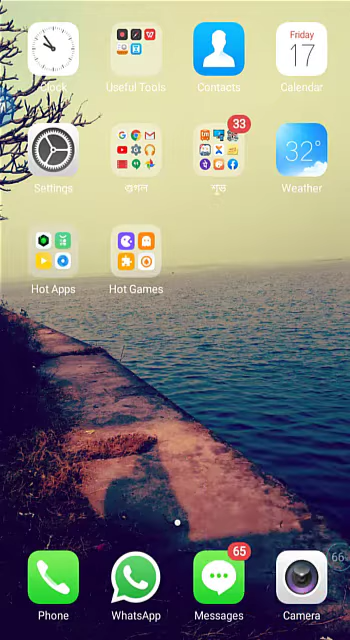 Clock
Useful Tools
Contacts
Friday
17
Calendar
33
Settings
গুগল
শুভ
32°
Weather
Hot Apps
Hot Games
66
65
Phone
WhatsApp
Messages
Camera